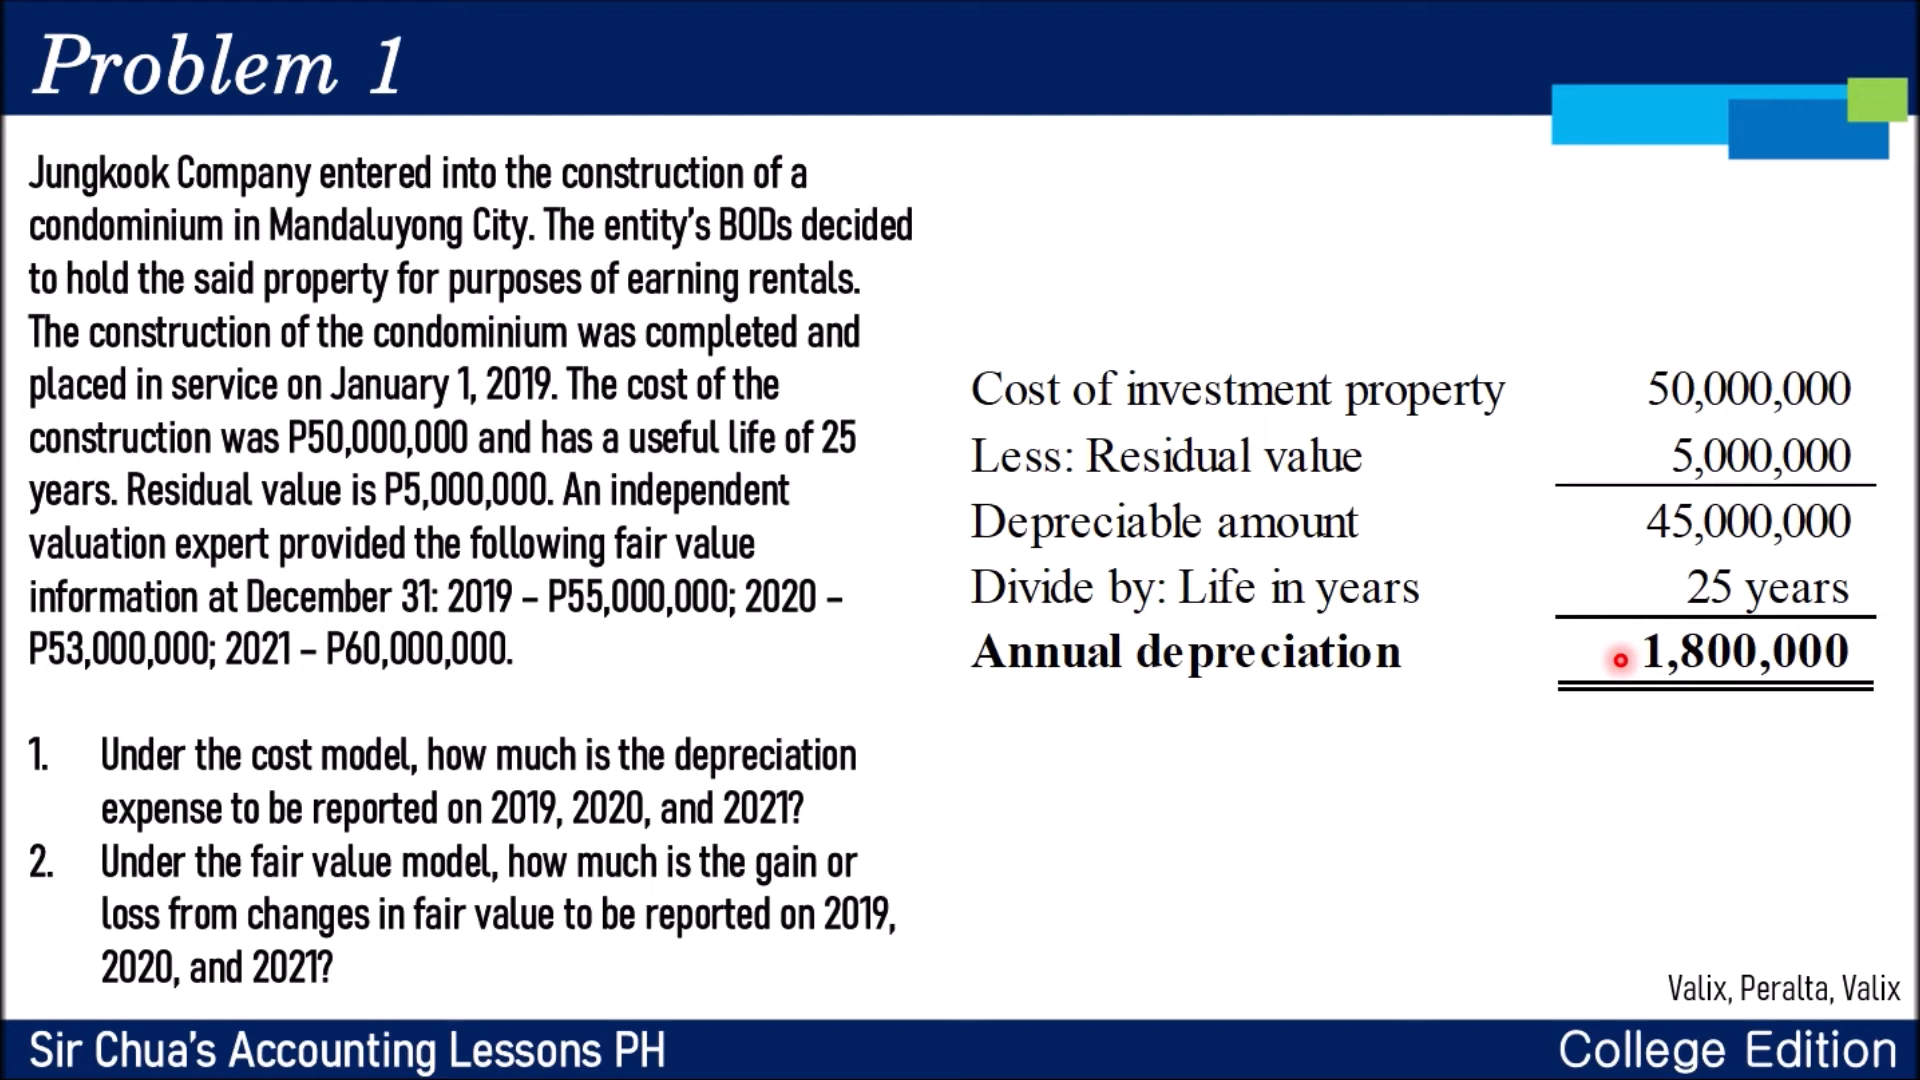 Problem 1
Jungkook Company entered into the construction of a
condominium in Mandaluyong City. The entity's BODs decided
to hold the said property for purposes of earning rentals.
The construction of the condominium was completed and
placed in service on January 1, 2019. The cost of the
construction was P50,000,000 and has a useful life of 25
years. Residual value is P5,000,000. An independent
valuation expert provided the following fair value
information at December 31: 2019 – P55,000,000; 2020 –
P53,000,000; 2021 – P60,000,000.
1. Under the cost model, how much is the depreciation
expense to be reported on 2019, 2020, and 2021?
2. Under the fair value model, how much is the gain or
loss from changes in fair value to be reported on 2019,
2020, and 2021?
Cost of investment property 50,000,000
Less: Residual value 5,000,000
Depreciable amount 45,000,000
Divide by: Life in years 25 years
Annual depreciation 1,800,000
Valix, Peralta, Valix
Sir Chua's Accounting Lessons PH
College Edition